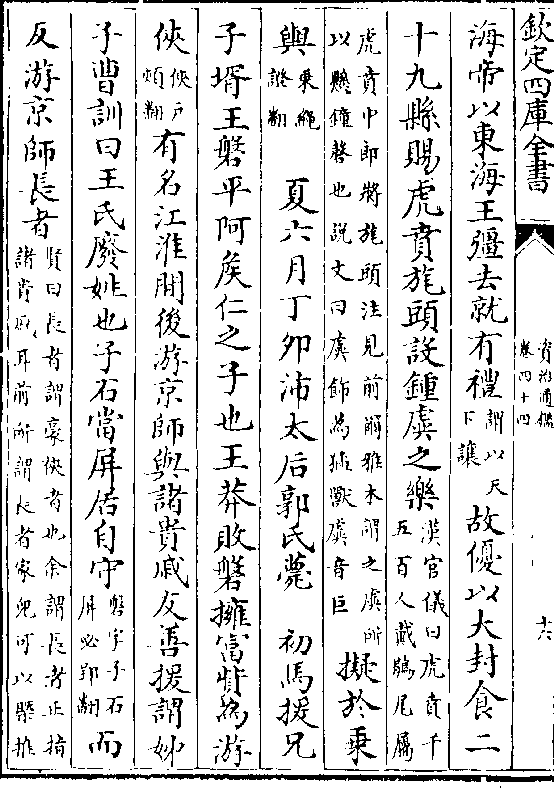 欽定四庫全書
資治通鑑
卷四十四
十六
海帝以東海王彊去就有禮謂以天下讓故優以大封食二
十九縣賜虎賁旄頭設鍾虡之樂漢官儀曰虎賁千五百人戴鶡尾屬
虎賁中郎將旄頭注見前爾雅木謂之虡所以懸鐘磬也説文曰虡飾為猛獸虡音巨擬於乗
輿乗繩證翻 夏六月丁夘沛太后郭氏薨 初馬援兄
子壻王磐平阿矦仁之子也王莽敗磐擁富貲為游
俠俠户頰翻有名江淮間後游京師與諸貴戚友善援謂姊
子曹訓曰王氏廢姓也子石當屏居自守磐字子石屏必郢翻而
反游京師長者賢曰長者謂豪俠者也余謂長者止指諸貴戚耳前所謂長者家兒可以槩推